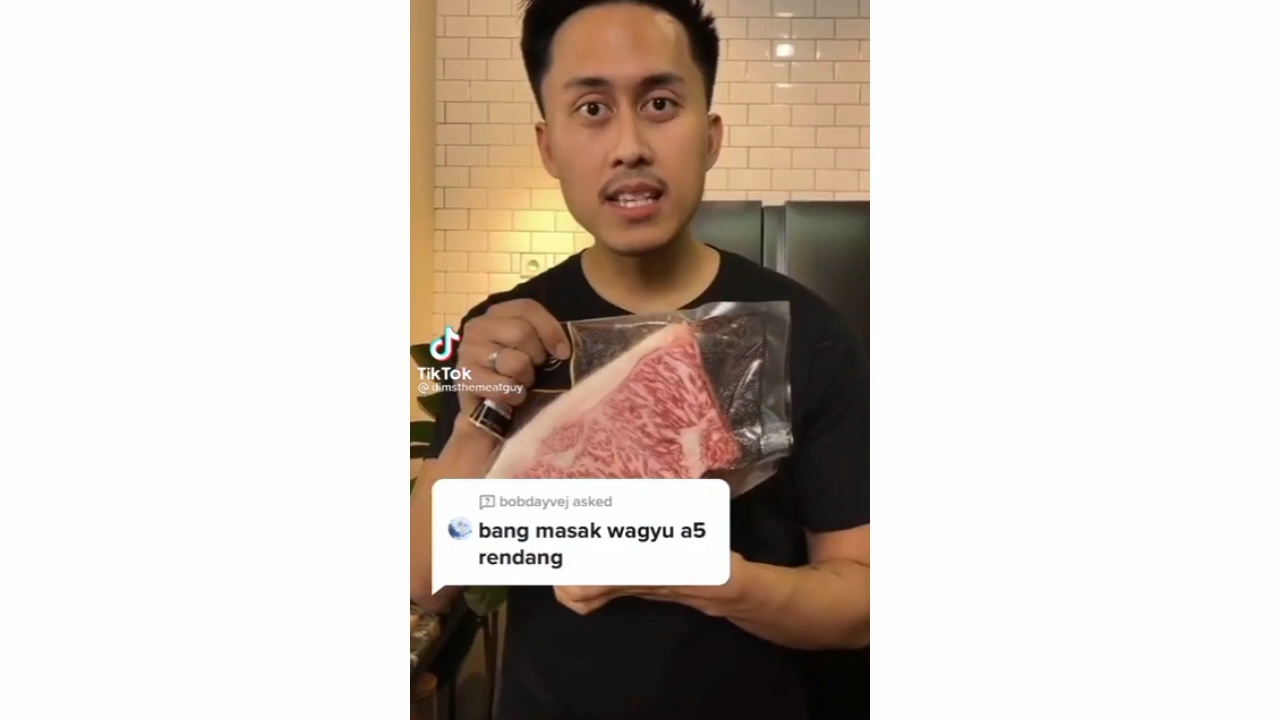 TikTok
@dimsthemeatguy
bobdayvej asked
bang masak wagyu a5
rendang